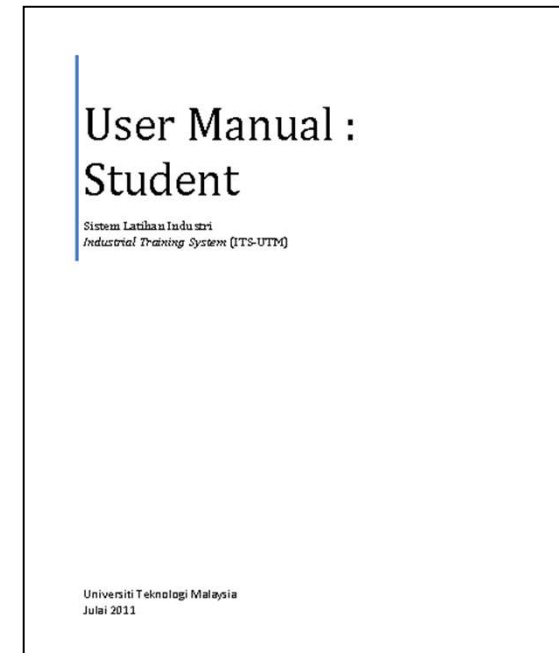 User Manual :
Student
Sistem Latihan Industri
Industrial Training System (ITS-UTM)
Universiti Teknologi Malaysia
Julai 2011